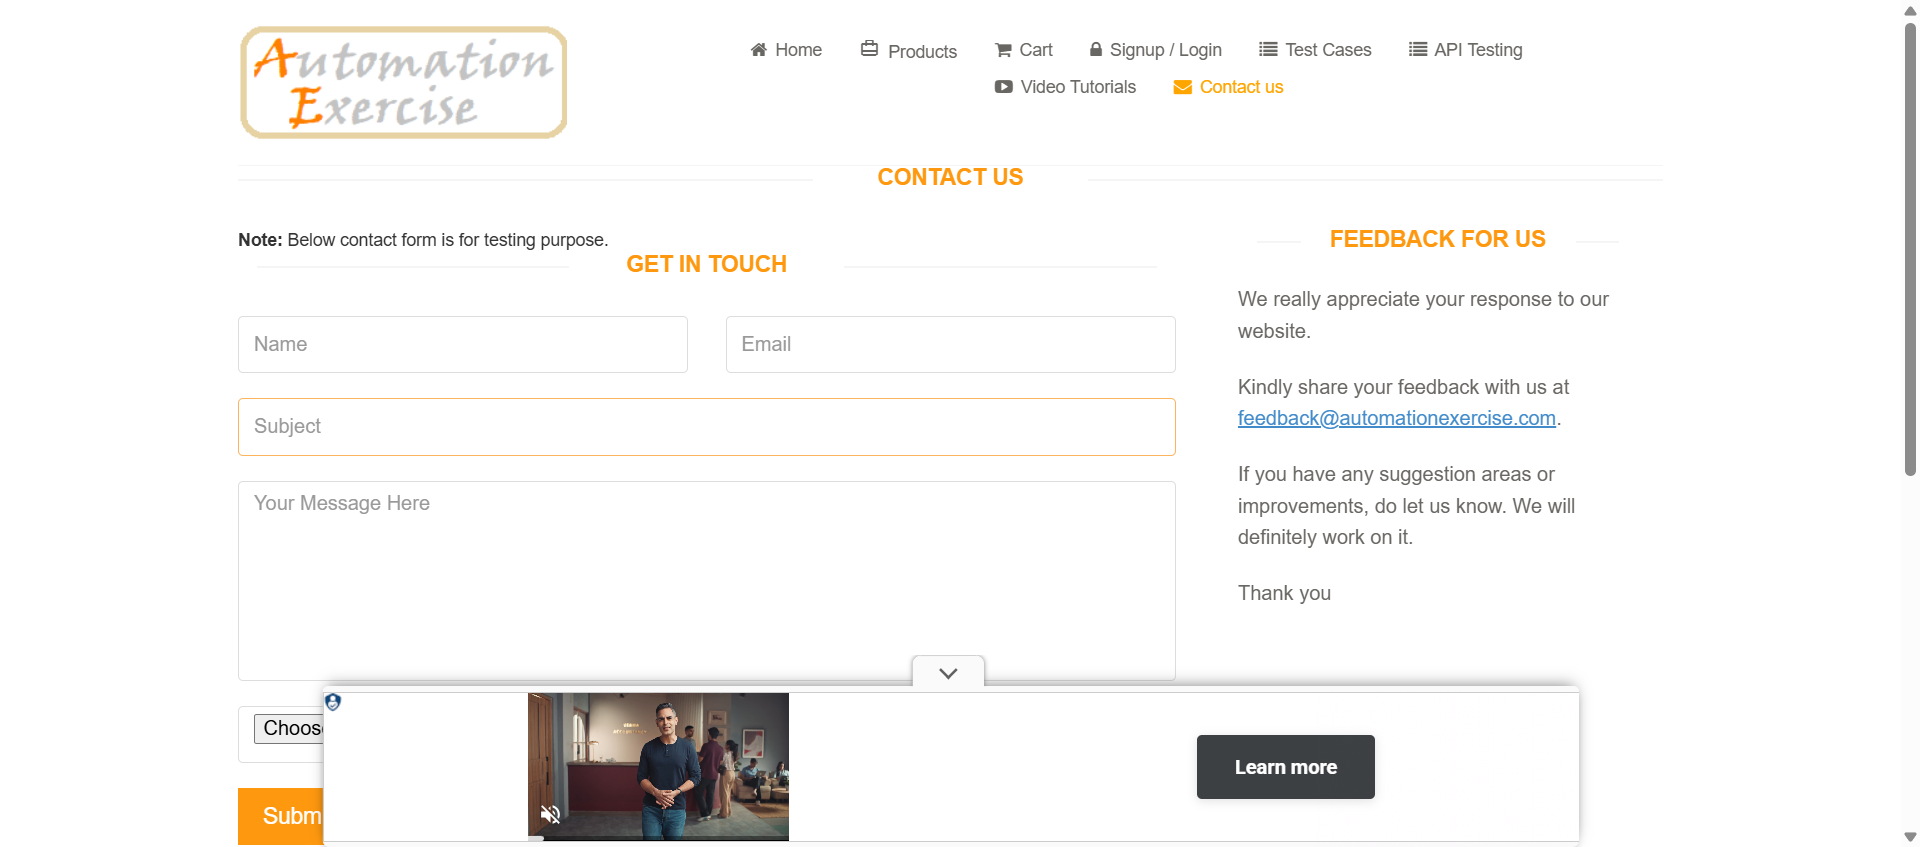 Automation
Exercise
Home
Products
Cart
Signup / Login
Test Cases
API Testing
Video Tutorials
Contact us
CONTACT US
Note: Below contact form is for testing purpose.
GET IN TOUCH
Name
Email
Subject
Your Message Here
Choos
Subm
FEEDBACK FOR US
We really appreciate your response to our
website.
Kindly share your feedback with us at
feedback@automationexercise.com.
If you have any suggestion areas or
improvements, do let us know. We will
definitely work on it.
Thank you
Learn more